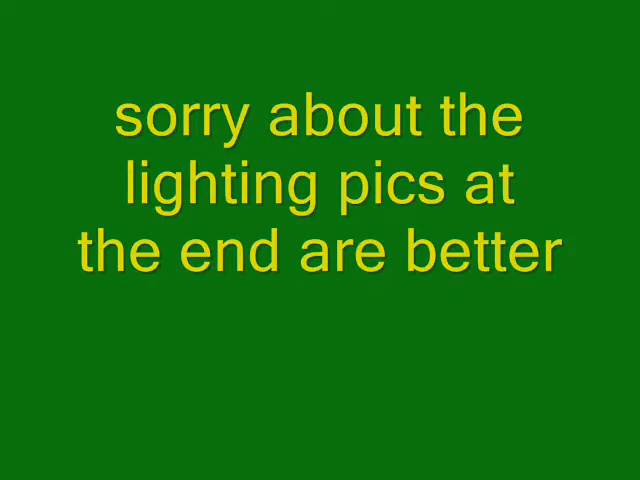 sorry about the
lighting pics at
the end are better